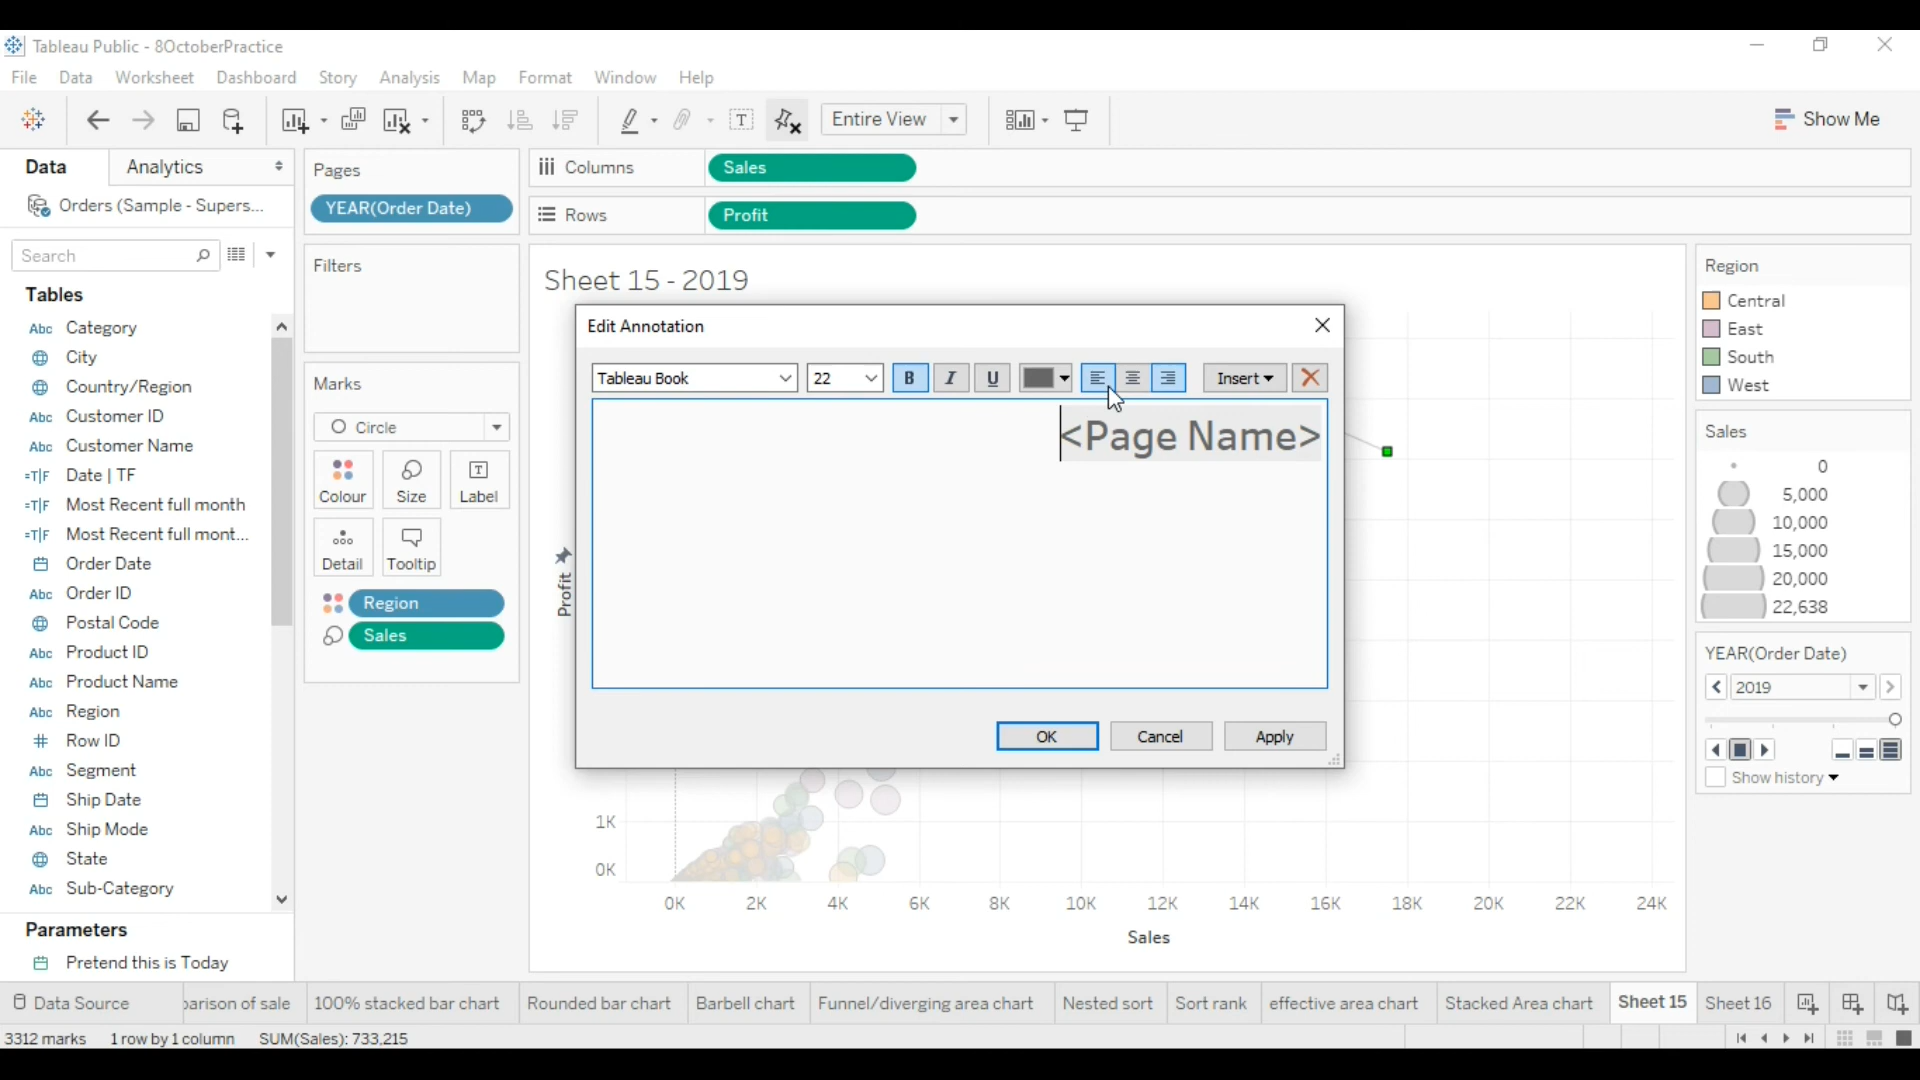 Tableau Public - 8OctoberPractice
File Data Worksheet Dashboard Story Analysis Map Format Window Help
Entire View
Show Me
Data Analytics
Orders (Sample - Supers...
Search
Tables
Abc Category
City
Country/Region
Abc Customer ID
Abc Customer Name
=T|F Date | TF
=T|F Most Recent full month
=T|F Most Recent full mont...
Order Date
Abc Order ID
Postal Code
Abc Product ID
Abc Product Name
Abc Region
# Row ID
Abc Segment
Ship Date
Abc Ship Mode
State
Abc Sub-Category
Parameters
Pretend this is Today
Pages
YEAR(Order Date)
Filters
Marks
Circle
Colour Size Label
Detail Tooltip
Region
Sales
Columns Sales
Rows Profit
Sheet 15 - 2019
Edit Annotation
Tableau Book 22 B I U Insert
<Page Name>
OK Cancel Apply
Profit
1K
0K
0K 2K 4K 6K 8K 10K 12K 14K 16K 18K 20K 22K 24K
Sales
Region
Central
East
South
West
Sales
0
5,000
10,000
15,000
20,000
22,638
YEAR(Order Date)
2019
Show history
Data Source parison of sale 100% stacked bar chart Rounded bar chart Barbell chart Funnel/diverging area chart Nested sort Sort rank effective area chart Stacked Area chart Sheet 15 Sheet 16
3312 marks 1 row by 1 column SUM(Sales): 733,215